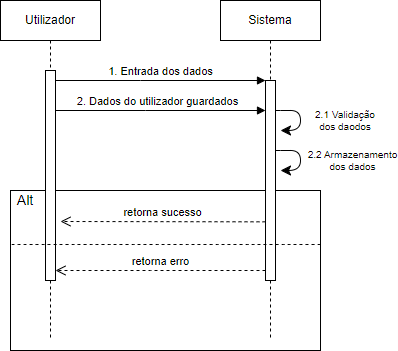 Utilizador
Sistema
1. Entrada dos dados
2. Dados do utilizador guardados
2.1 Validação
dos daodos
2.2 Armazenamento
dos dados
Alt
retorna sucesso
retorna erro